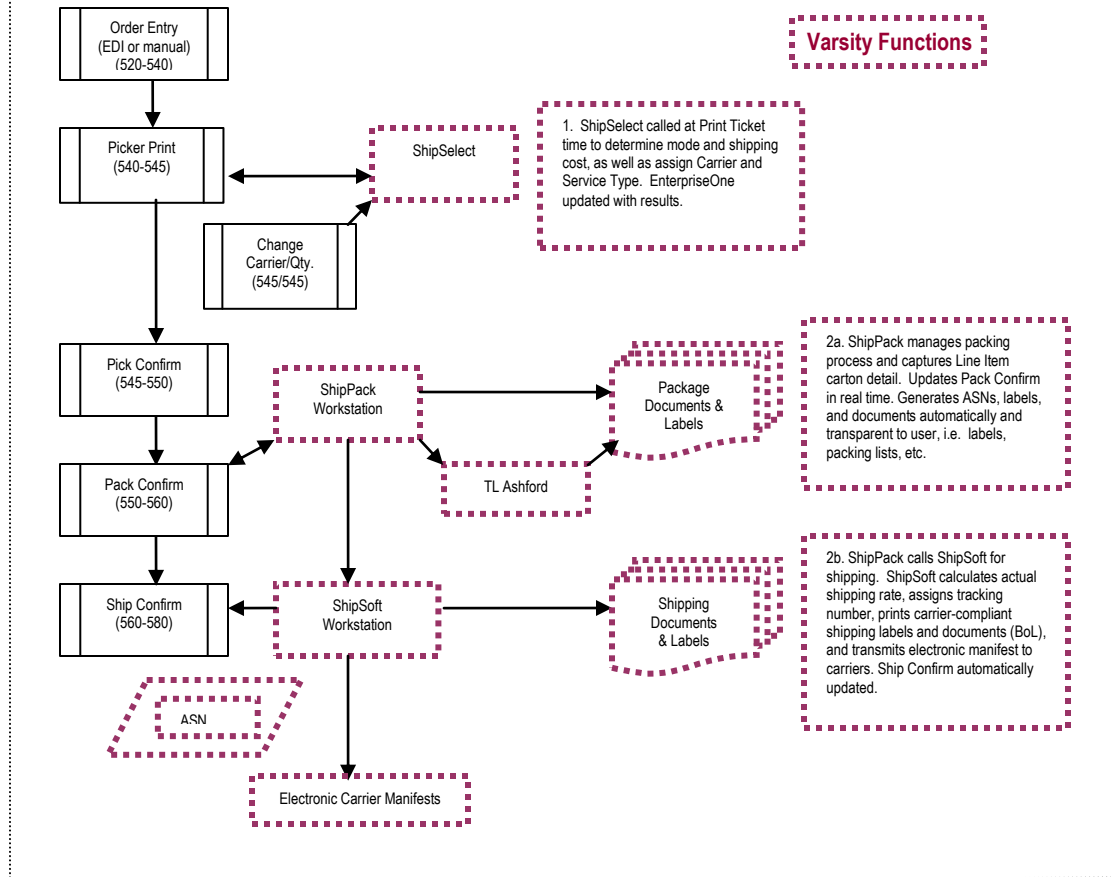 Order Entry
(EDI or manual)
(520-540)
Varsity Functions
Picker Print
(540-545)
ShipSelect
1. ShipSelect called at Print Ticket
time to determine mode and shipping
cost, as well as assign Carrier and
Service Type. EnterpriseOne
updated with results.
Change
Carrier/Qty.
(545/545)
Pick Confirm
(545-550)
ShipPack
Workstation
Package
Documents &
Labels
2a. ShipPack manages packing
process and captures Line Item
carton detail. Updates Pack Confirm
in real time. Generates ASNs, labels,
and documents automatically and
transparent to user, i.e. labels,
packing lists, etc.
Pack Confirm
(550-560)
TL Ashford
Ship Confirm
(560-580)
ShipSoft
Workstation
Shipping
Documents
& Labels
2b. ShipPack calls ShipSoft for
shipping. ShipSoft calculates actual
shipping rate, assigns tracking
number, prints carrier-compliant
shipping labels and documents (BoL),
and transmits electronic manifest to
carriers. Ship Confirm automatically
updated.
ASN
Electronic Carrier Manifests